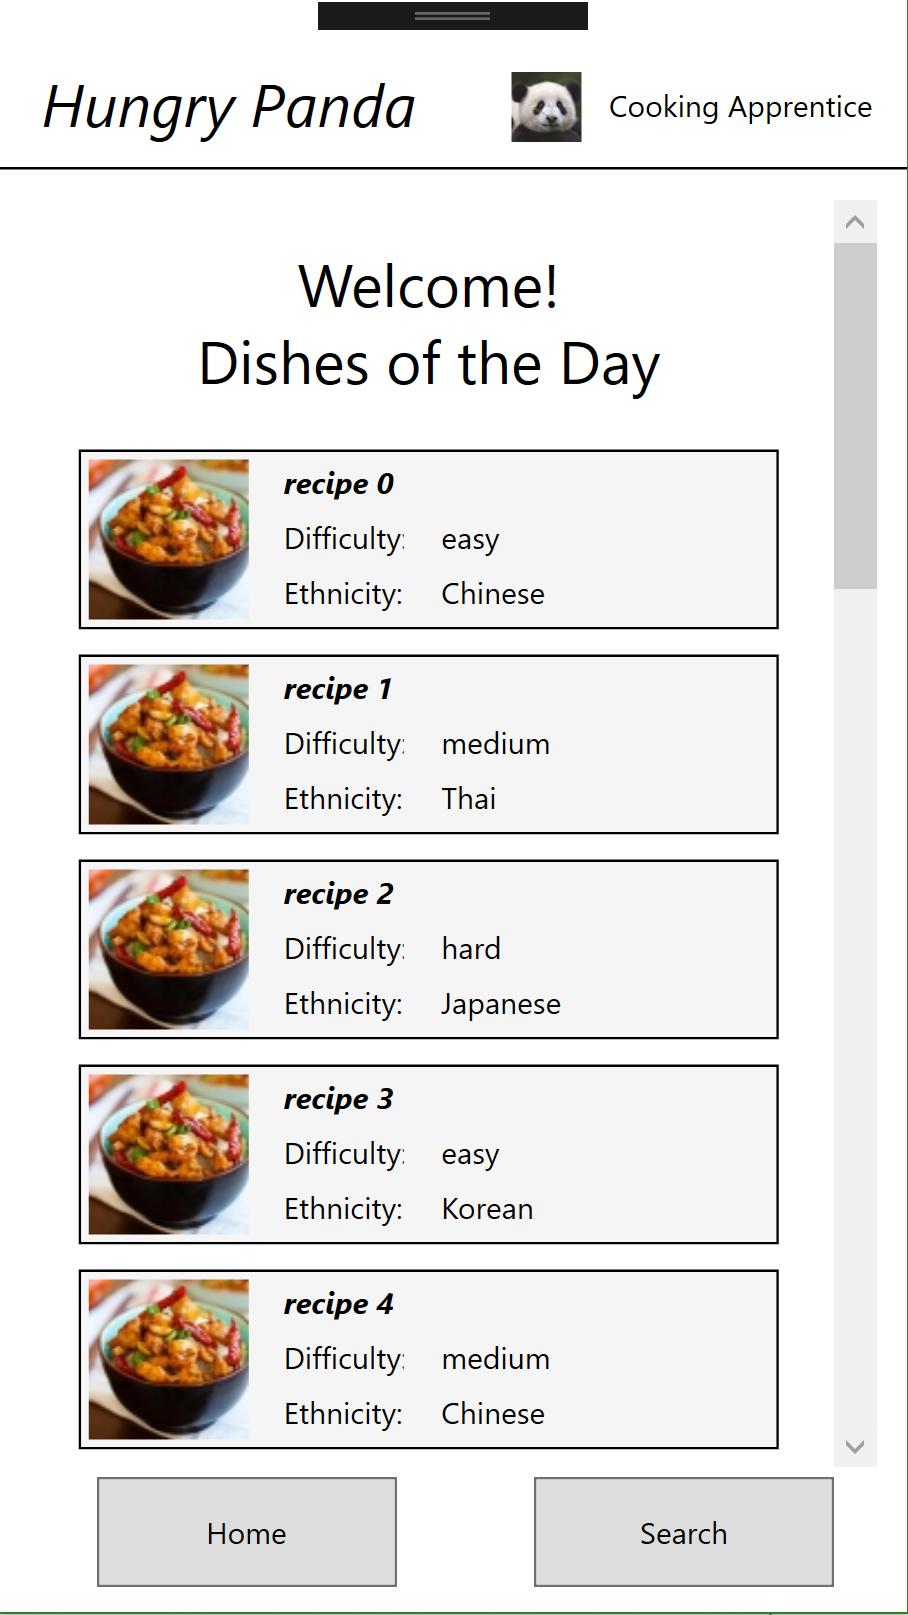 Hungry Panda
Cooking Apprentice
Welcome!
Dishes of the Day
recipe 0
Difficulty: easy
Ethnicity: Chinese
recipe 1
Difficulty: medium
Ethnicity: Thai
recipe 2
Difficulty: hard
Ethnicity: Japanese
recipe 3
Difficulty: easy
Ethnicity: Korean
recipe 4
Difficulty: medium
Ethnicity: Chinese
Home
Search